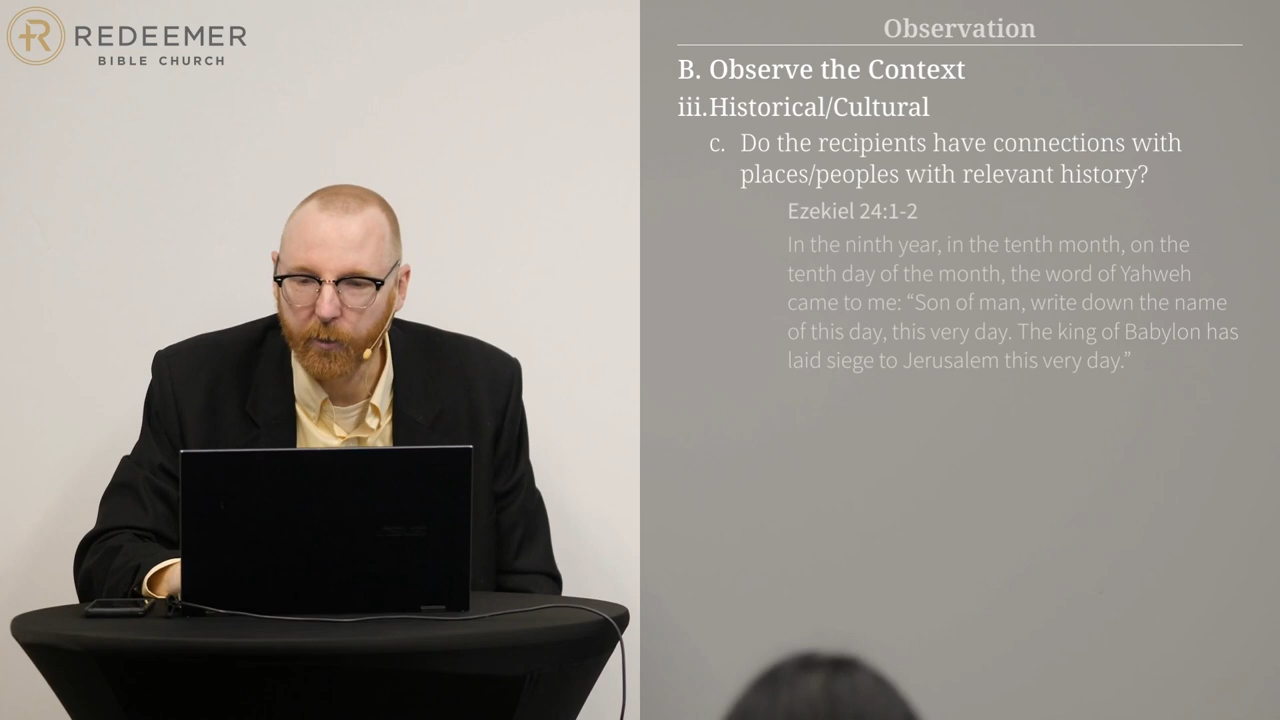 REDEEMER
BIBLE CHURCH
Observation
B. Observe the Context
iii.Historical/Cultural
c. Do the recipients have connections with
places/peoples with relevant history?
Ezekiel 24:1-2
In the ninth year, in the tenth month, on the
tenth day of the month, the word of Yahweh
came to me: “Son of man, write down the name
of this day, this very day. The king of Babylon has
laid siege to Jerusalem this very day.”